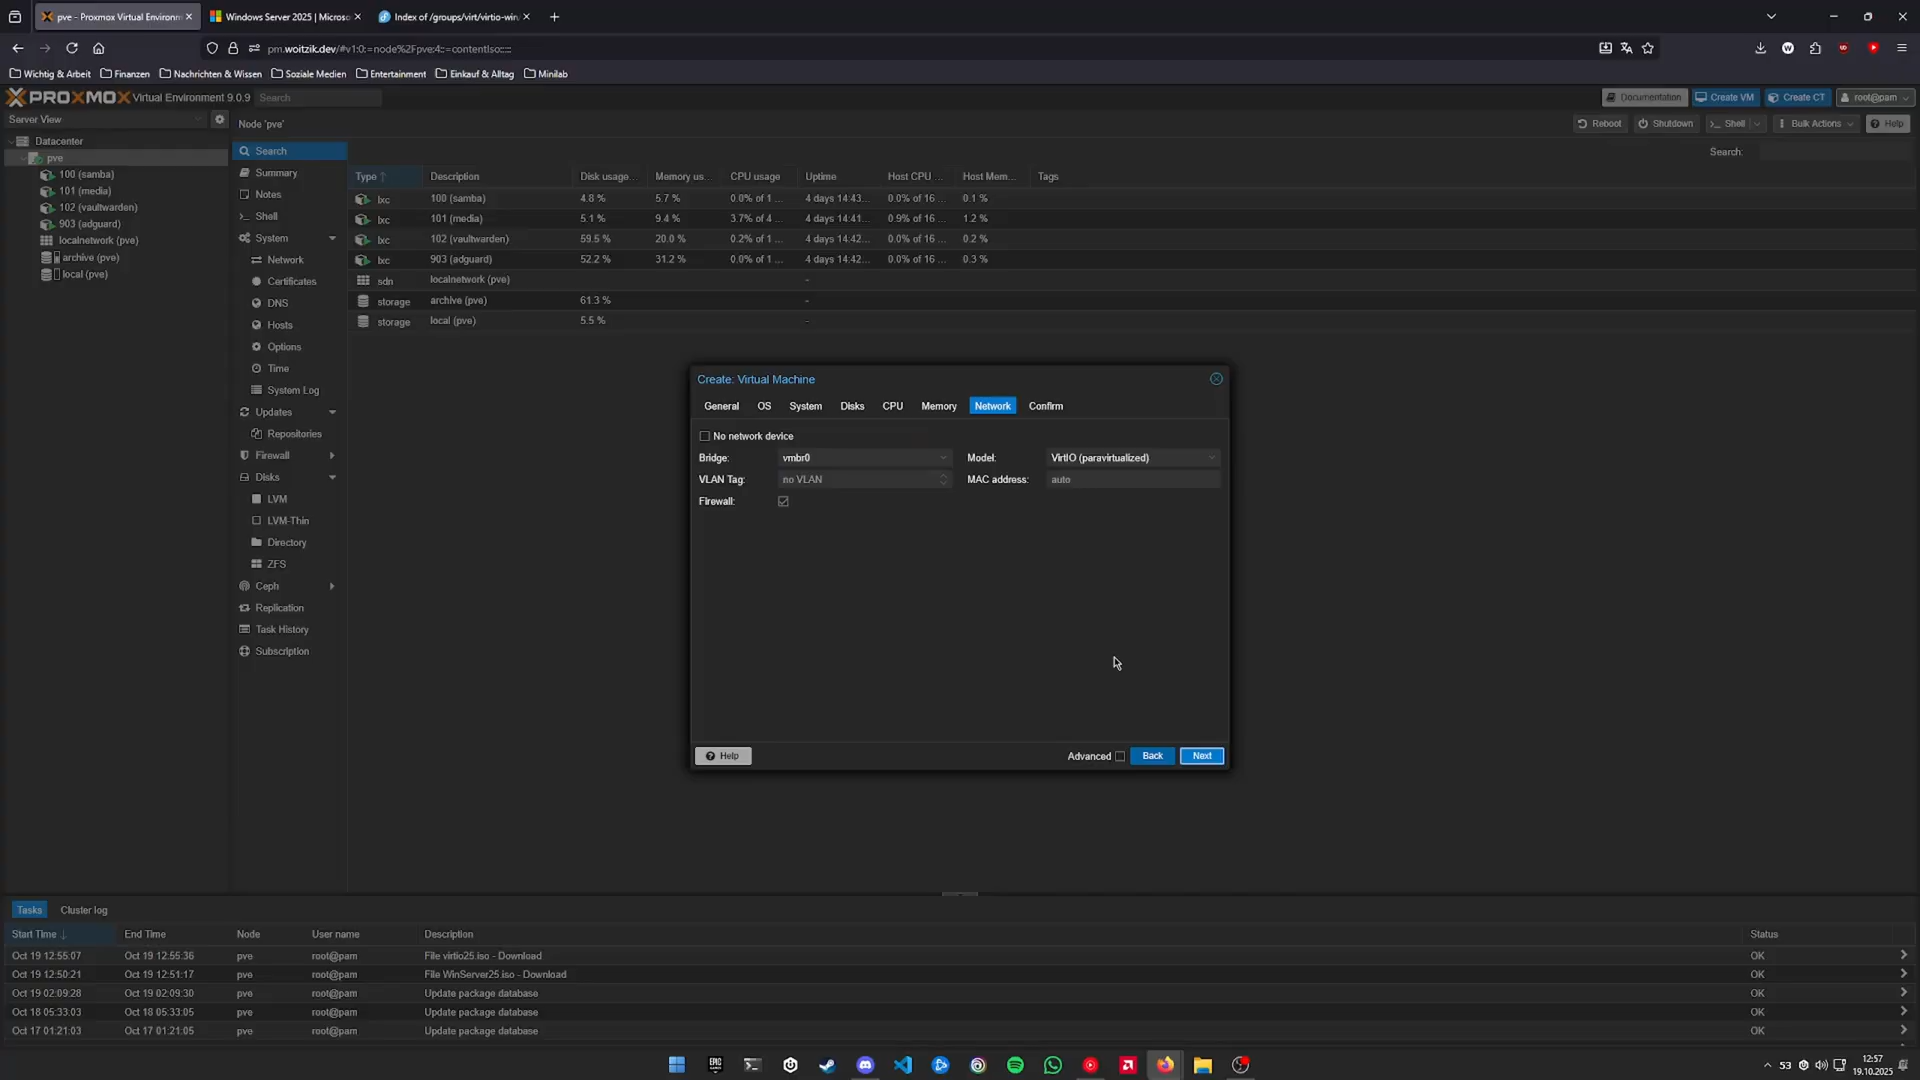 pve - Proxmox Virtual Environm
Windows Server 2025 | Microso
Index of /groups/virt/virtio-win
pm.woitzik.dev/#v1:0:=node%2Fpve:4::=contentIso:::::
Wichtig & Arbeit
Finanzen
Nachrichten & Wissen
Soziale Medien
Entertainment
Einkauf & Alltag
Minilab
PROXMOX Virtual Environment 9.0.9
Search
Documentation
Create VM
Create CT
root@pam
Server View
Node 'pve'
Reboot
Shutdown
Shell
Bulk Actions
Help
Datacenter
pve
100 (samba)
101 (media)
102 (vaultwarden)
903 (adguard)
localnetwork (pve)
archive (pve)
local (pve)
Search
Summary
Notes
Shell
System
Network
Certificates
DNS
Hosts
Options
Time
System Log
Updates
Repositories
Firewall
Disks
LVM
LVM-Thin
Directory
ZFS
Ceph
Replication
Task History
Subscription
Search:
Type Description Disk usage... Memory us... CPU usage Uptime Host CPU ... Host Mem... Tags
lxc 100 (samba) 4.8 % 5.7 % 0.0% of 1 ... 4 days 14:43... 0.0% of 16 ... 0.1 %
lxc 101 (media) 5.1 % 9.4 % 3.7% of 4 ... 4 days 14:41... 0.9% of 16 ... 1.2 %
lxc 102 (vaultwarden) 59.5 % 20.0 % 0.2% of 1 ... 4 days 14:42... 0.0% of 16 ... 0.2 %
lxc 903 (adguard) 52.2 % 31.2 % 0.0% of 1 ... 4 days 14:42... 0.0% of 16 ... 0.3 %
sdn localnetwork (pve) -
storage archive (pve) 61.3 % -
storage local (pve) 5.5 % -
Create: Virtual Machine
General OS System Disks CPU Memory Network Confirm
No network device
Bridge: vmbr0 Model: VirtIO (paravirtualized)
VLAN Tag: no VLAN MAC address: auto
Firewall:
Help Advanced Back Next
Tasks Cluster log
Start Time End Time Node User name Description Status
Oct 19 12:55:07 Oct 19 12:55:36 pve root@pam File virtio25.iso - Download OK
Oct 19 12:50:21 Oct 19 12:51:17 pve root@pam File WinServer25.iso - Download OK
Oct 19 02:09:28 Oct 19 02:09:30 pve root@pam Update package database OK
Oct 18 05:33:03 Oct 18 05:33:05 pve root@pam Update package database OK
Oct 17 01:21:03 Oct 17 01:21:05 pve root@pam Update package database OK
53
12:57
19.10.2025